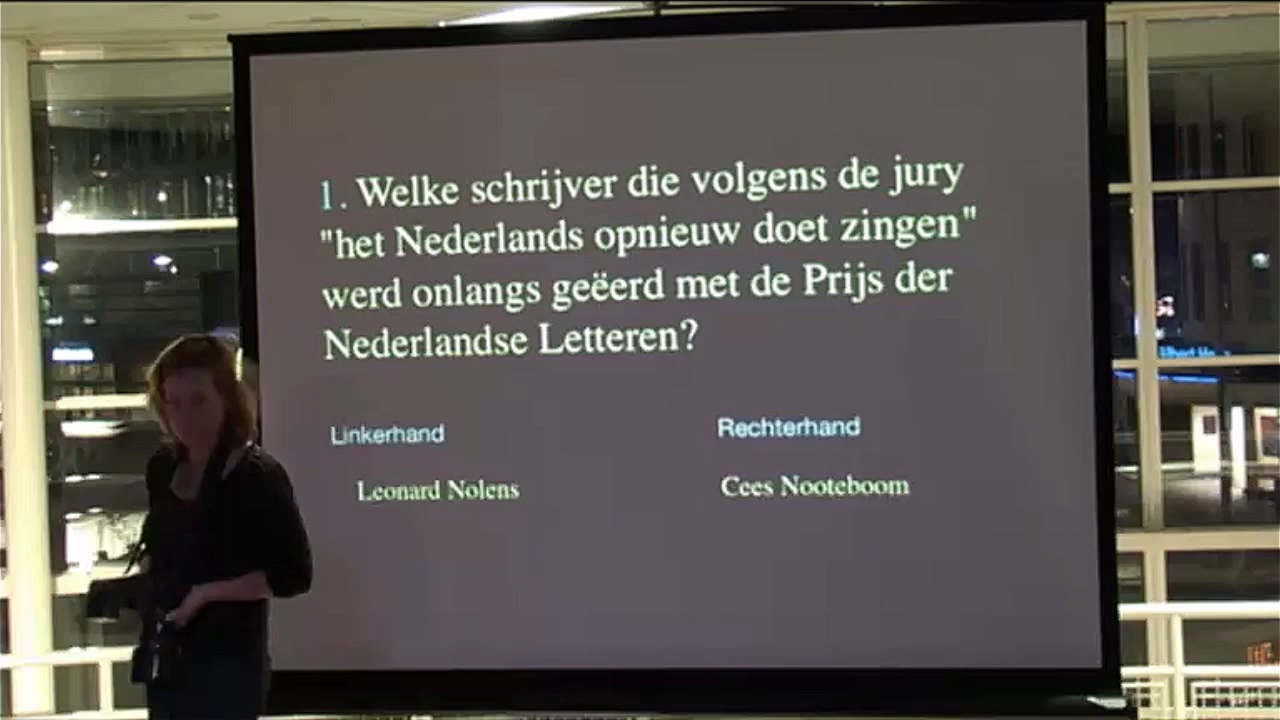 1. Welke schrijver die volgens de jury
"het Nederlands opnieuw doet zingen"
werd onlangs geëerd met de Prijs der
Nederlandse Letteren?
Linkerhand
Rechterhand
Leonard Nolens
Cees Nooteboom